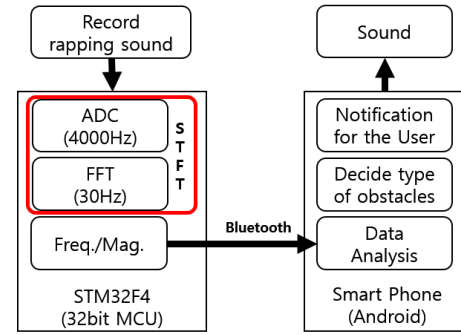 Record
rapping sound
ADC
(4000Hz)
FFT
(30Hz)
S
T
F
T
Freq./Mag.
STM32F4
(32bit MCU)
Bluetooth
Sound
Notification
for the User
Decide type
of obstacles
Data
Analysis
Smart Phone
(Android)